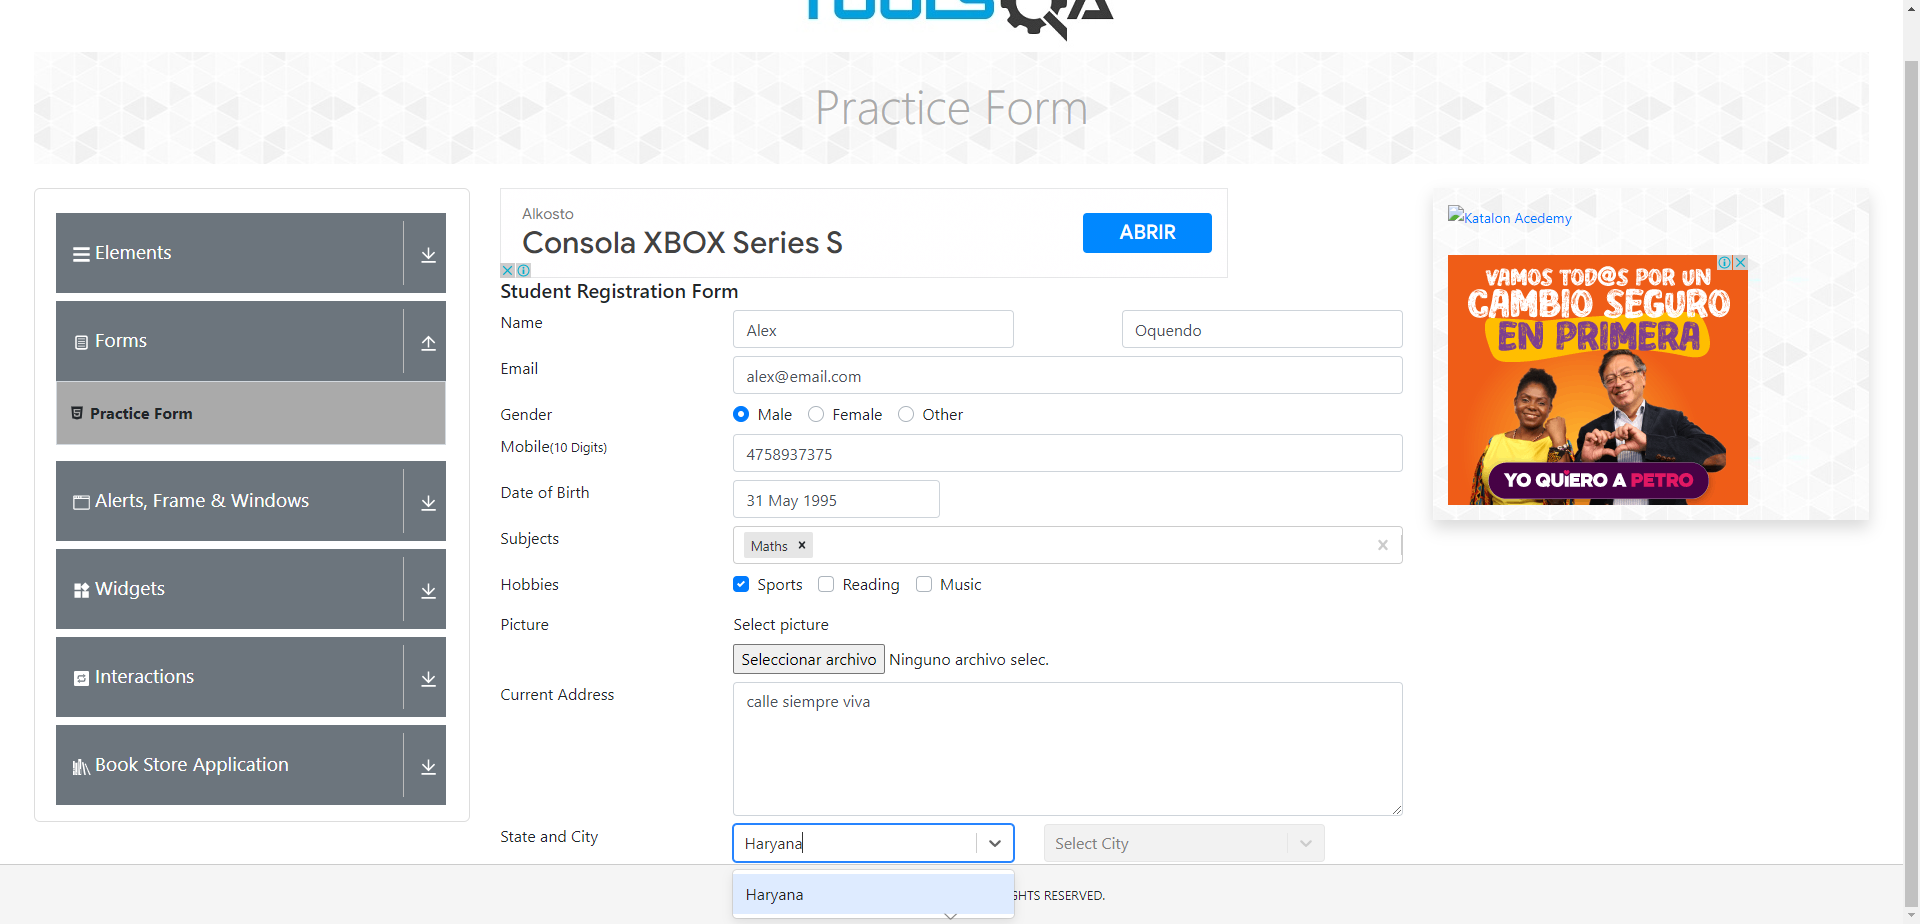 TOOLSQA
Practice Form
Elements
Forms
Practice Form
Alerts, Frame & Windows
Widgets
Interactions
Book Store Application
Alkosto
Consola XBOX Series S
ABRIR
Student Registration Form
Name
Alex
Oquendo
Email
alex@email.com
Gender
Male Female Other
Mobile(10 Digits)
4758937375
Date of Birth
31 May 1995
Subjects
Maths
Hobbies
Sports Reading Music
Picture
Select picture
Seleccionar archivo Ninguno archivo selec.
Current Address
calle siempre viva
State and City
Haryana
Select City
Haryana
GHTS RESERVED.
Katalon Acedemy
VAMOS TOD@S POR UN
CAMBIO SEGURO
EN PRIMERA
YO QUIERO A PETRO